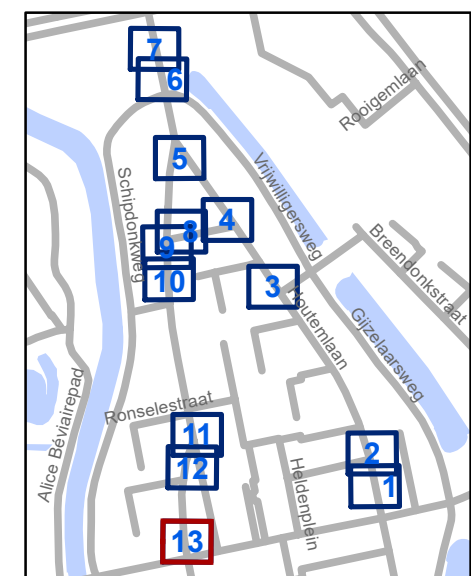 7
6
Rooigemlaan
5
Vrijwilligersweg
Schipdonkweg
4
8
9
Breendonkstraat
10
3
Houtemlaan
Gijzelaarsweg
Alice Béviairepad
Ronselestraat
11
2
12
1
Heldenplein
13